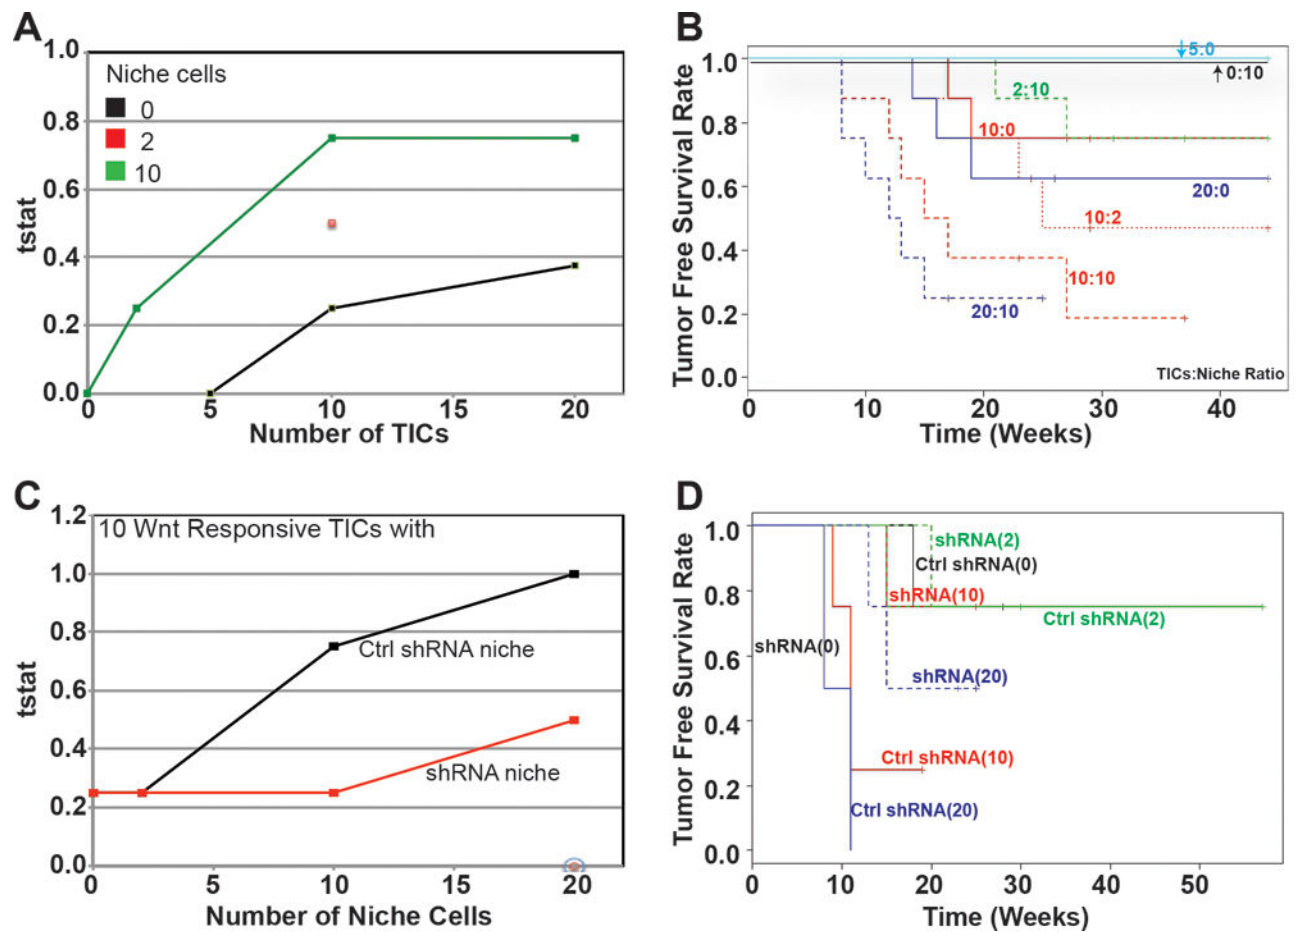 A
1.0
Niche cells
0
2
10
0.8
0.6
0.4
0.2
0.0
tstat
0
5
10
15
20
Number of TICs
B
5:0
0:10
2:10
10:0
20:0
10:2
10:10
20:10
TICs:Niche Ratio
1.0
0.8
0.6
0.4
0.2
0.0
Tumor Free Survival Rate
0
10
20
30
40
Time (Weeks)
C
1.2
10 Wnt Responsive TICs with
1.0
0.8
0.6
0.4
0.2
0.0
tstat
Ctrl shRNA niche
shRNA niche
0
5
10
15
20
Number of Niche Cells
D
1.0
0.8
0.6
0.4
0.2
0.0
Tumor Free Survival Rate
shRNA(2)
Ctrl shRNA(0)
shRNA(10)
Ctrl shRNA(2)
shRNA(0)
shRNA(20)
Ctrl shRNA(10)
Ctrl shRNA(20)
0
10
20
30
40
50
Time (Weeks)